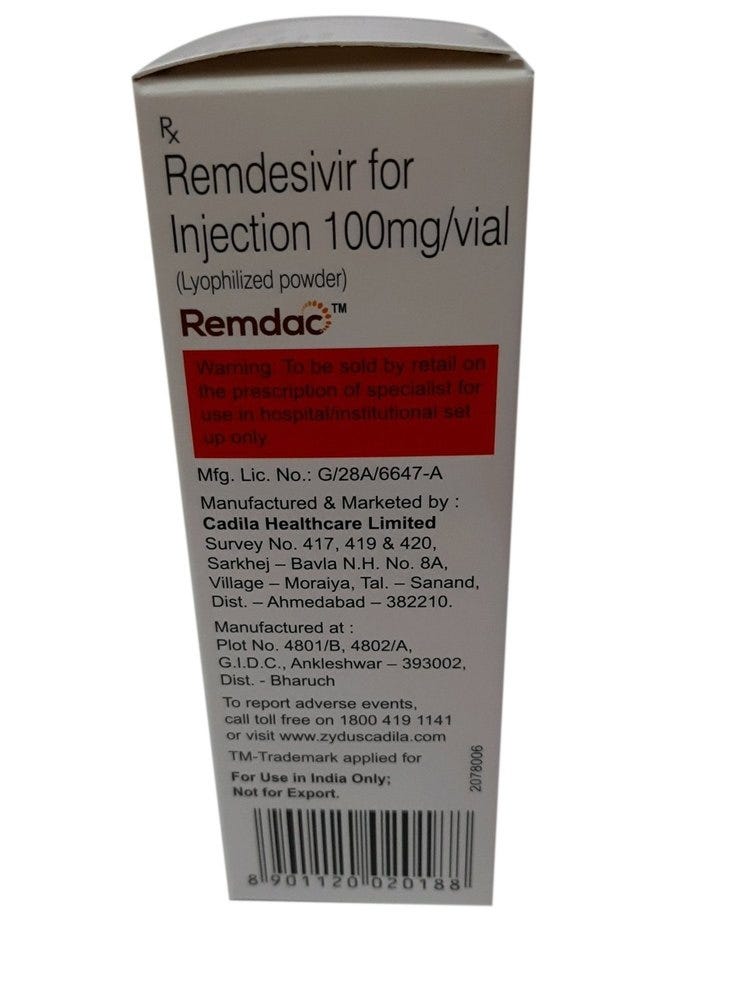 Rx
Remdesivir for
Injection 100mg/vial
(Lyophilized powder)
Remdac™
Warning: To be sold by retail on
the prescription of specialist for
use in hospital/institutional set
up only.
Mfg. Lic. No.: G/28A/6647-A
Manufactured & Marketed by :
Cadila Healthcare Limited
Survey No. 417, 419 & 420,
Sarkhej – Bavla N.H. No. 8A,
Village – Moraiya, Tal. – Sanand,
Dist. – Ahmedabad – 382210.
Manufactured at :
Plot No. 4801/B, 4802/A,
G.I.D.C., Ankleshwar – 393002,
Dist. - Bharuch
To report adverse events,
call toll free on 1800 419 1141
or visit www.zyduscadila.com
TM-Trademark applied for
For Use in India Only;
Not for Export.
2078006
8 901120 020188